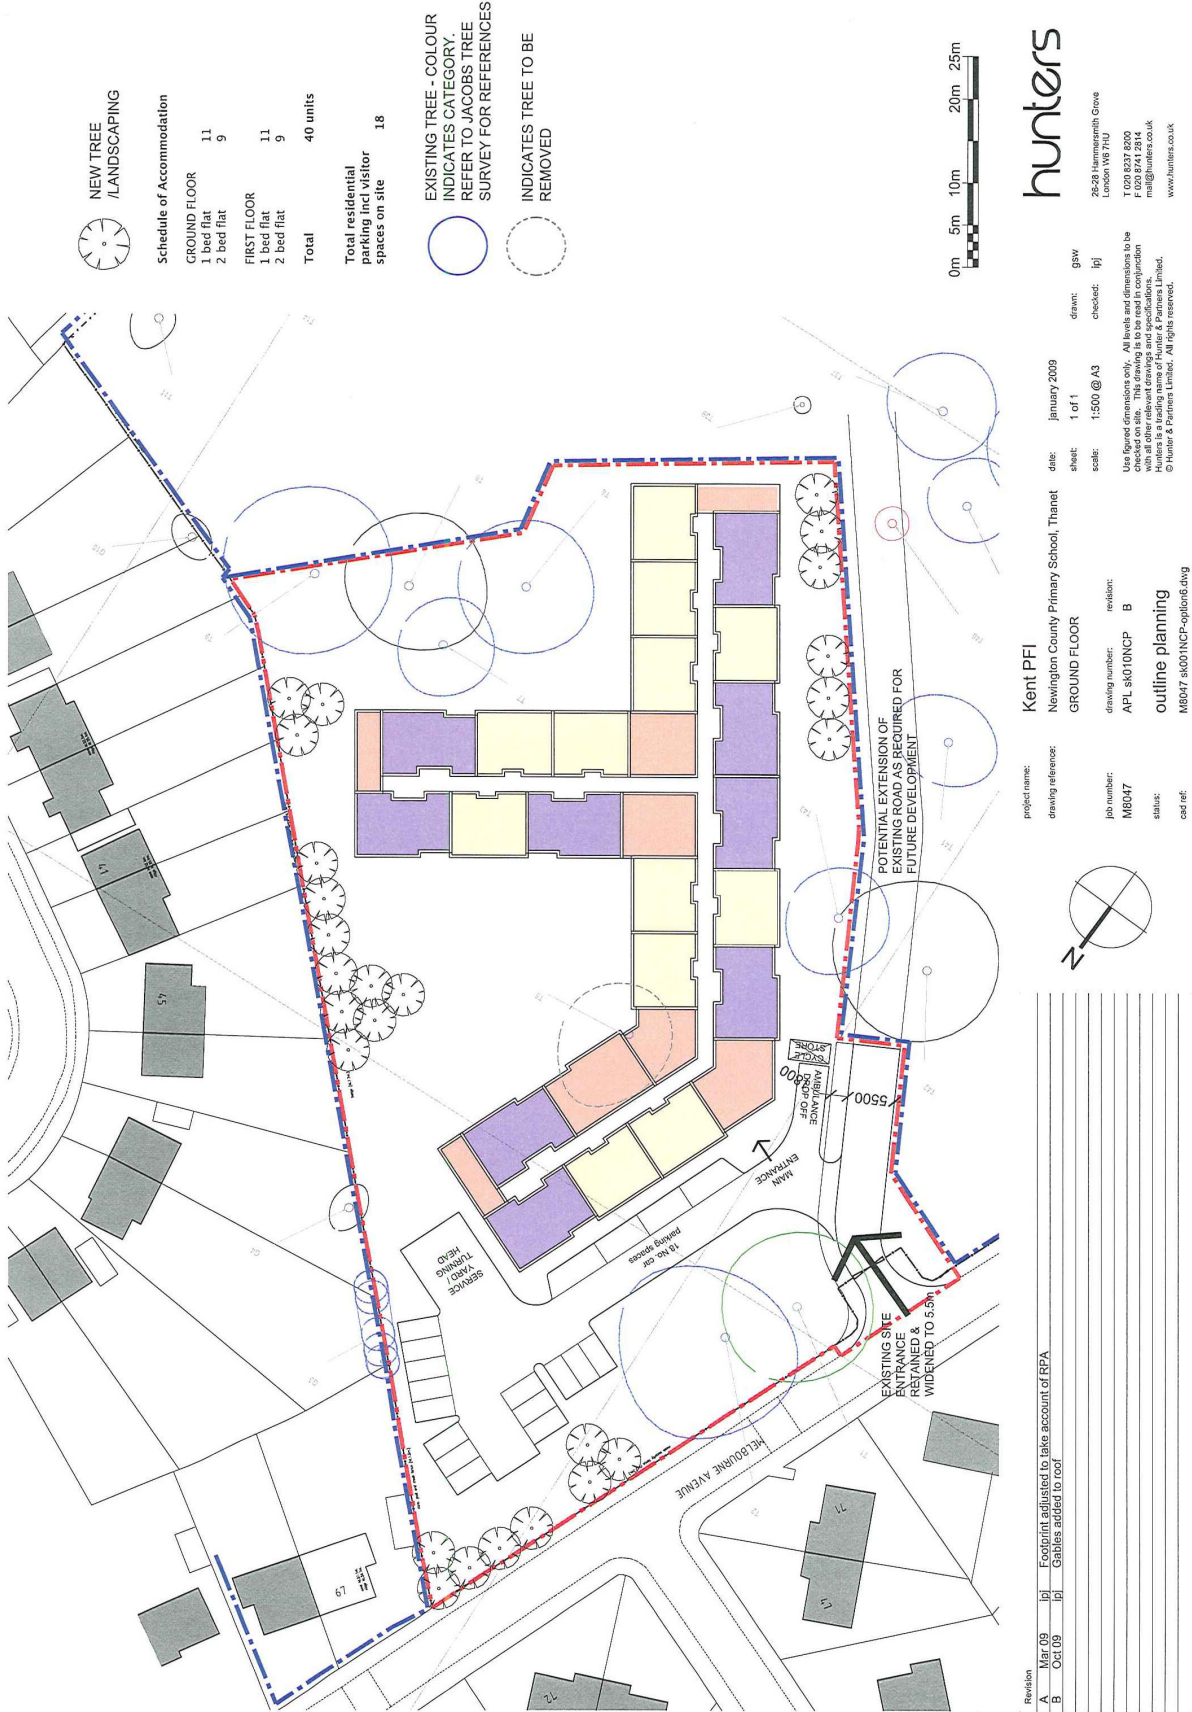 NEW TREE
/LANDSCAPING
Schedule of Accommodation
GROUND FLOOR
1 bed flat 11
2 bed flat 9
FIRST FLOOR
1 bed flat 11
2 bed flat 9
Total 40 units
Total residential
parking incl visitor
spaces on site 18
EXISTING TREE - COLOUR
INDICATES CATEGORY.
REFER TO JACOBS TREE
SURVEY FOR REFERENCES
INDICATES TREE TO BE
REMOVED
0m 5m 10m 20m 25m
41
45
67
71
72
SERVICE
YARD /
TURNING
HEAD
18 No. car
parking spaces
MAIN
ENTRANCE
AMBULANCE
DROP OFF
CYCLE
STORE
5500
POTENTIAL EXTENSION OF
EXISTING ROAD AS REQUIRED FOR
FUTURE DEVELOPMENT
EXISTING SITE
ENTRANCE
RETAINED &
WIDENED TO 5.5m
MELBOURNE AVENUE
N
Revision
A Mar 09 ipj Footprint adjusted to take account of RPA
B Oct 09 ipj Gables added to roof
project name: Kent PFI
drawing reference: Newington County Primary School, Thanet
GROUND FLOOR
job number: M8047
drawing number: APL sk010NCP
revision: B
status: outline planning
cad ref: M8047 sk001NCP-option6.dwg
date: january 2009
sheet: 1 of 1
scale: 1:500 @ A3
drawn: gsw
checked: ipj
Use figured dimensions only. All levels and dimensions to be
checked on site. This drawing is to be read in conjunction
with all other relevant drawings and specifications.
Hunters is a trading name of Hunter & Partners Limited.
© Hunter & Partners Limited. All rights reserved.
hunters
26-28 Hammersmith Grove
London W6 7HU
T 020 8237 8200
F 020 8741 2814
mail@hunters.co.uk
www.hunters.co.uk